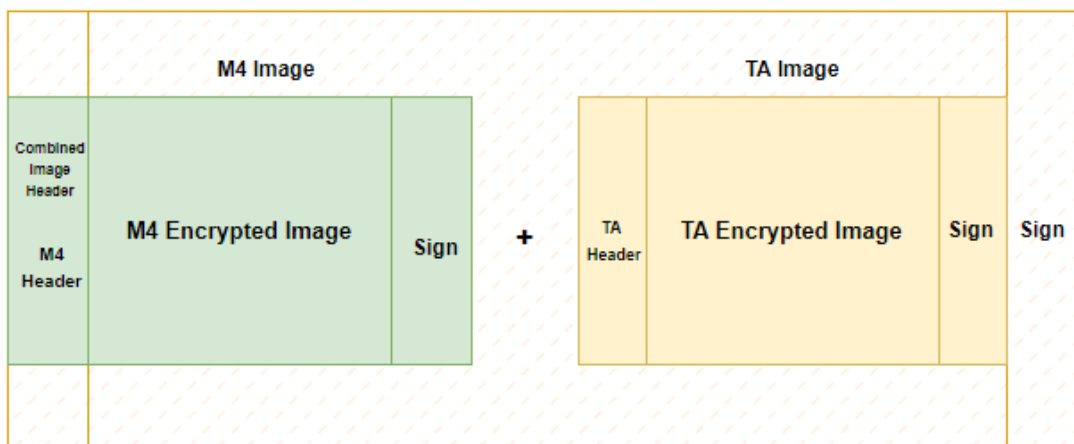 M4 Image
TA Image
Combined
Image
Header
M4
Header
M4 Encrypted Image
Sign
+
TA
Header
TA Encrypted Image
Sign
Sign